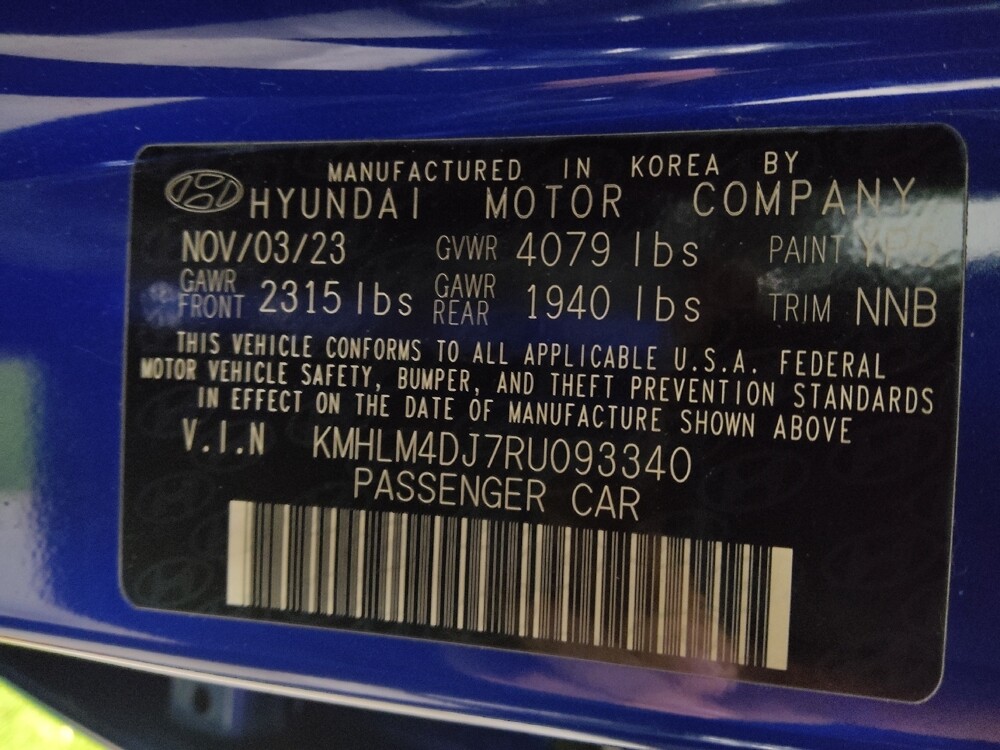 MANUFACTURED IN KOREA BY
HYUNDAI MOTOR COMPANY
NOV/03/23 GVWR 4079 lbs PAINT
GAWR FRONT 2315 lbs GAWR REAR 1940 lbs TRIM NNB
THIS VEHICLE CONFORMS TO ALL APPLICABLE U.S.A. FEDERAL
MOTOR VEHICLE SAFETY, BUMPER, AND THEFT PREVENTION STANDARDS
IN EFFECT ON THE DATE OF MANUFACTURE SHOWN ABOVE
V.I.N KMHLM4DJ7RU093340
PASSENGER CAR